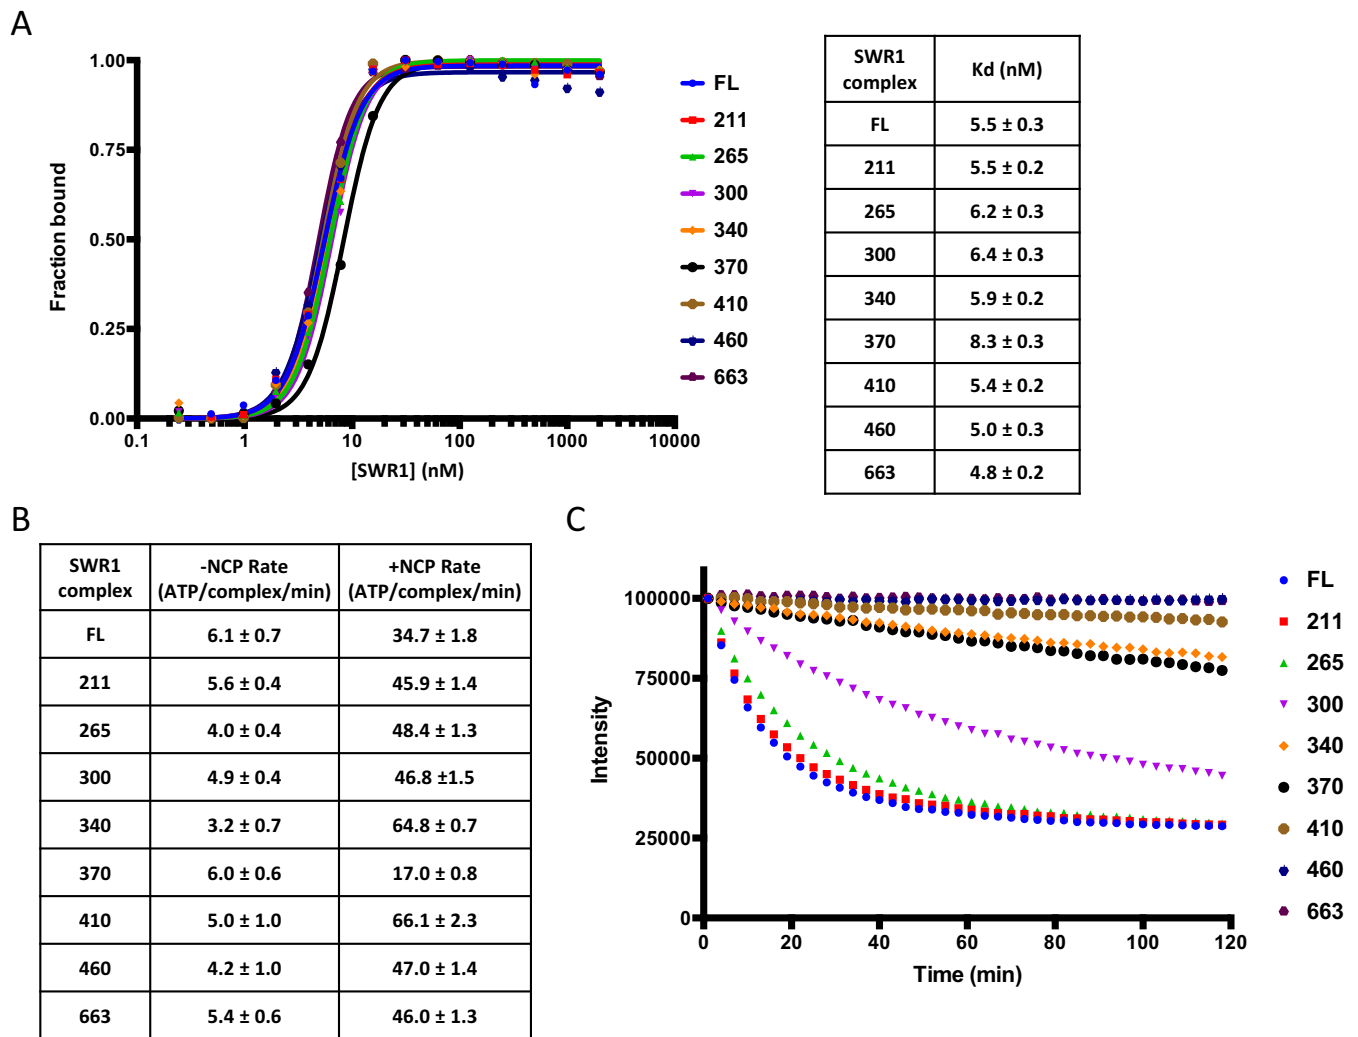 A
1.00
0.75
0.50
0.25
0.00
Fraction bound
0.1
1
10
100
1000
10000
[SWR1] (nM)
FL
211
265
300
340
370
410
460
663
SWR1 complex
Kd (nM)
FL
5.5 ± 0.3
211
5.5 ± 0.2
265
6.2 ± 0.3
300
6.4 ± 0.3
340
5.9 ± 0.2
370
8.3 ± 0.3
410
5.4 ± 0.2
460
5.0 ± 0.3
663
4.8 ± 0.2
B
SWR1 complex
-NCP Rate (ATP/complex/min)
+NCP Rate (ATP/complex/min)
FL
6.1 ± 0.7
34.7 ± 1.8
211
5.6 ± 0.4
45.9 ± 1.4
265
4.0 ± 0.4
48.4 ± 1.3
300
4.9 ± 0.4
46.8 ±1.5
340
3.2 ± 0.7
64.8 ± 0.7
370
6.0 ± 0.6
17.0 ± 0.8
410
5.0 ± 1.0
66.1 ± 2.3
460
4.2 ± 1.0
47.0 ± 1.4
663
5.4 ± 0.6
46.0 ± 1.3
C
100000
75000
50000
25000
0
Intensity
0
20
40
60
80
100
120
Time (min)
FL
211
265
300
340
370
410
460
663